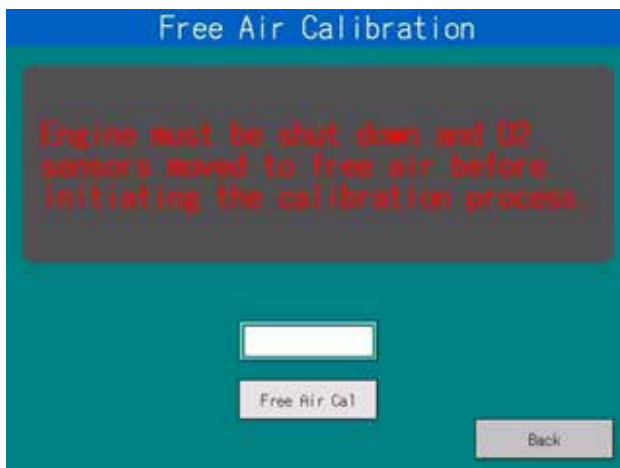 Free Air Calibration
Engine must be shut down and O2
sensors moved to free air before
initiating the calibration process.
Free Air Cal
Back